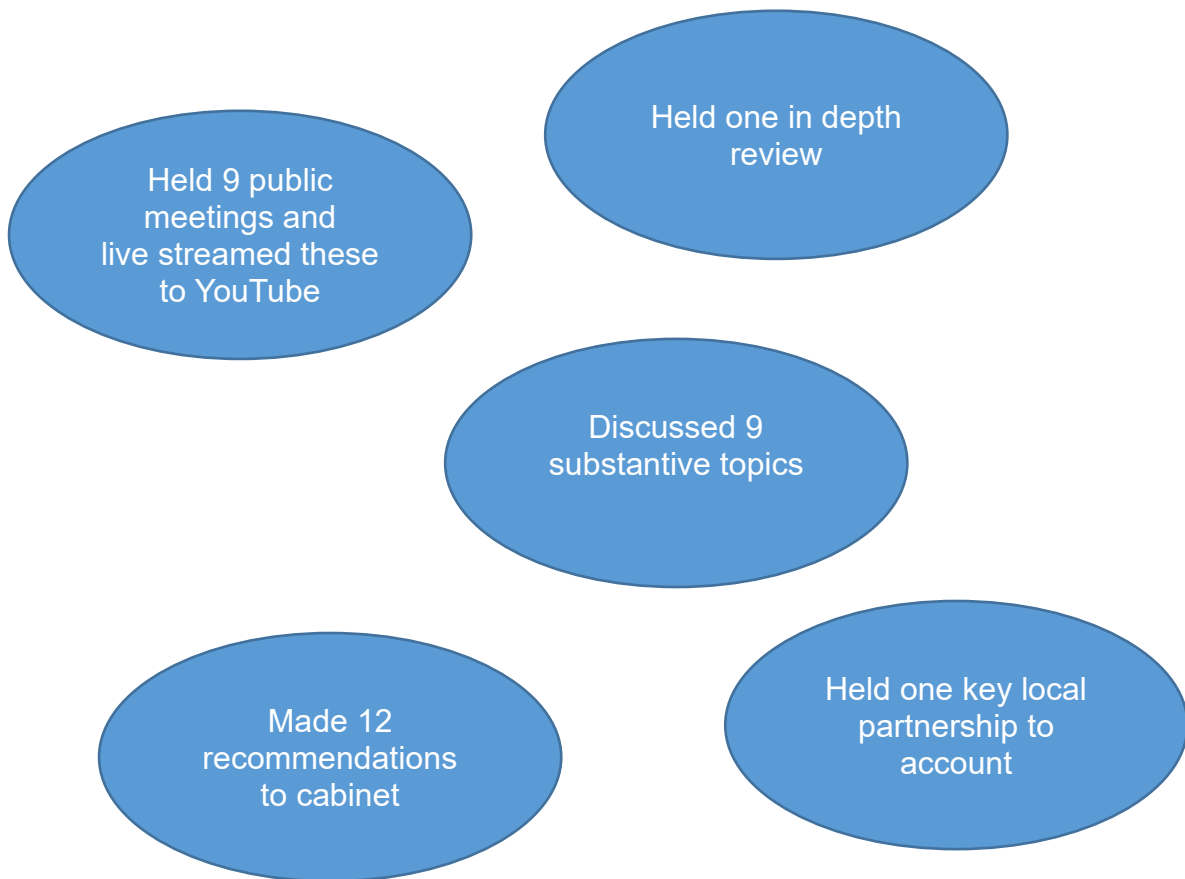 Held one in depth
review
Held 9 public
meetings and
live streamed these
to YouTube
Discussed 9
substantive topics
Made 12
recommendations
to cabinet
Held one key local
partnership to
account